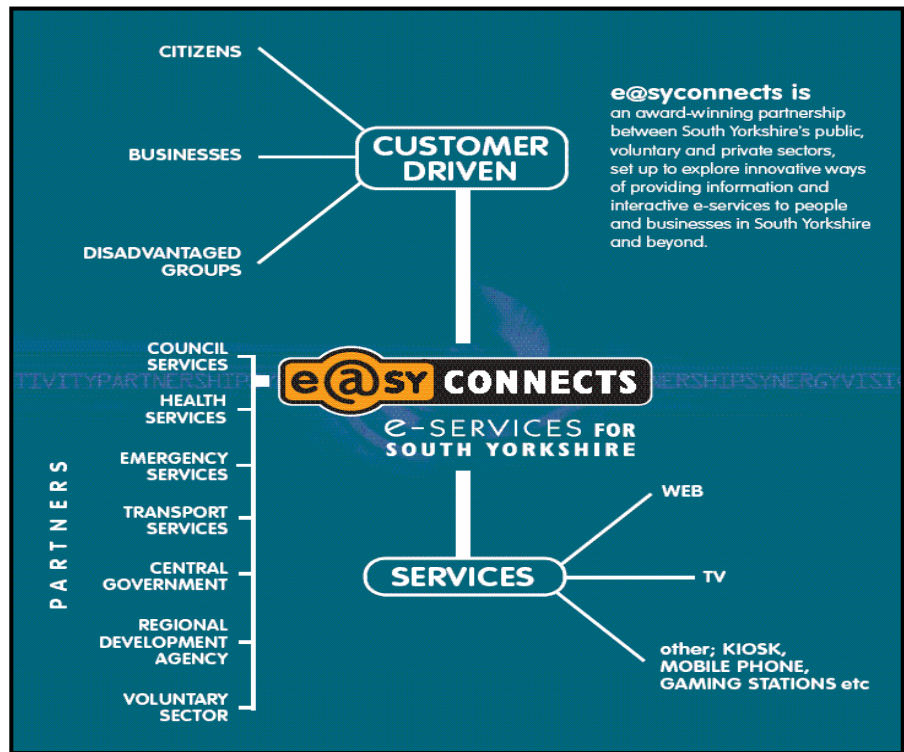 CITIZENS
BUSINESSES
DISADVANTAGED
GROUPS
CUSTOMER
DRIVEN
e@syconnects is
an award-winning partnership
between South Yorkshire's public,
voluntary and private sectors,
set up to explore innovative ways
of providing information and
interactive e-services to people
and businesses in South Yorkshire
and beyond.
e@sy CONNECTS
e-SERVICES FOR
SOUTH YORKSHIRE
TIVITYPARTNERSHIP
NERSHIPSYNERGYVISI
PARTNERS
COUNCIL
SERVICES
HEALTH
SERVICES
EMERGENCY
SERVICES
TRANSPORT
SERVICES
CENTRAL
GOVERNMENT
REGIONAL
DEVELOPMENT
AGENCY
VOLUNTARY
SECTOR
SERVICES
WEB
TV
other; KIOSK,
MOBILE PHONE,
GAMING STATIONS etc